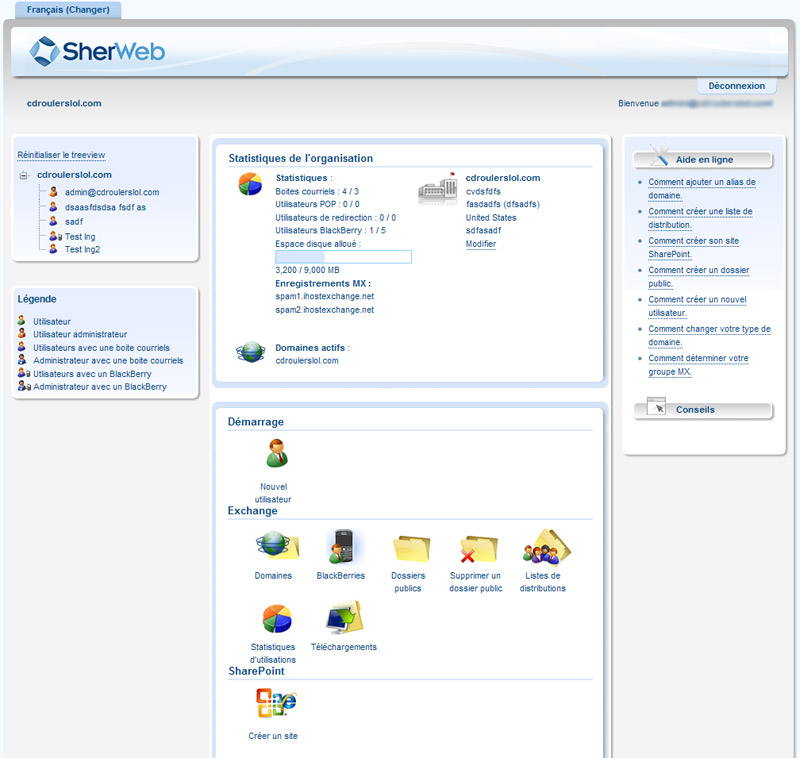 Français (Changer)
SherWeb
Déconnexion
cdroulerslol.com
Bienvenue
Réinitialiser le treeview
cdroulerslol.com
admin@cdroulerslol.com
dsaasfdsdsa fsdf as
sadf
Test Ing
Test Ing2
Légende
Utilisateur
Utilisateur administrateur
Utilisateurs avec une boite courriels
Administrateur avec une boite courriels
Utlisateurs avec un BlackBerry
Administrateur avec un BlackBerry
Statistiques de l'organisation
Statistiques :
Boites courriels : 4 / 3
Utilisateurs POP : 0 / 0
Utilisateurs de redirection : 0 / 0
Utilisateurs BlackBerry : 1 / 5
Espace disque alloué :
3,200 / 9,000 MB
Enregistrements MX :
spam1.ihostexchange.net
spam2.ihostexchange.net
cdroulerslol.com
cvdsfdfs
fasdadfs (dfsadfs)
United States
sdfasadf
Modifier
Domaines actifs :
cdroulerslol.com
Démarrage
Nouvel
utilisateur
Exchange
Domaines
BlackBerries
Dossiers
publics
Supprimer un
dossier public
Listes de
distributions
Statistiques
d'utilisations
Téléchargements
SharePoint
Créer un site
Aide en ligne
Comment ajouter un alias de
domaine.
Comment créer une liste de
distribution.
Comment créer son site
SharePoint.
Comment créer un dossier
public.
Comment créer un nouvel
utilisateur.
Comment changer votre type de
domaine.
Comment déterminer votre
groupe MX.
Conseils